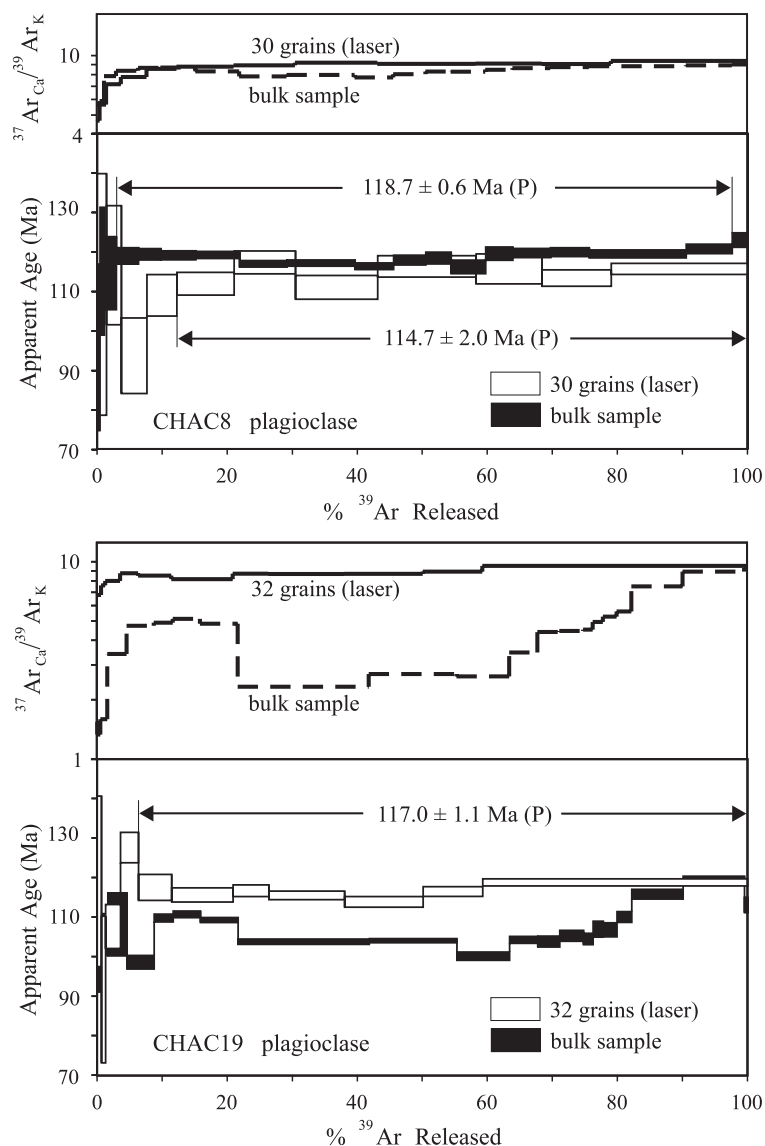 37ArCa/39ArK
10
4
30 grains (laser)
bulk sample
Apparent Age (Ma)
130
110
90
70
118.7 ± 0.6 Ma (P)
114.7 ± 2.0 Ma (P)
30 grains (laser)
bulk sample
CHAC8 plagioclase
0 20 40 60 80 100
% 39Ar Released
37ArCa/39ArK
10
1
32 grains (laser)
bulk sample
Apparent Age (Ma)
130
110
90
70
117.0 ± 1.1 Ma (P)
32 grains (laser)
bulk sample
CHAC19 plagioclase
0 20 40 60 80 100
% 39Ar Released